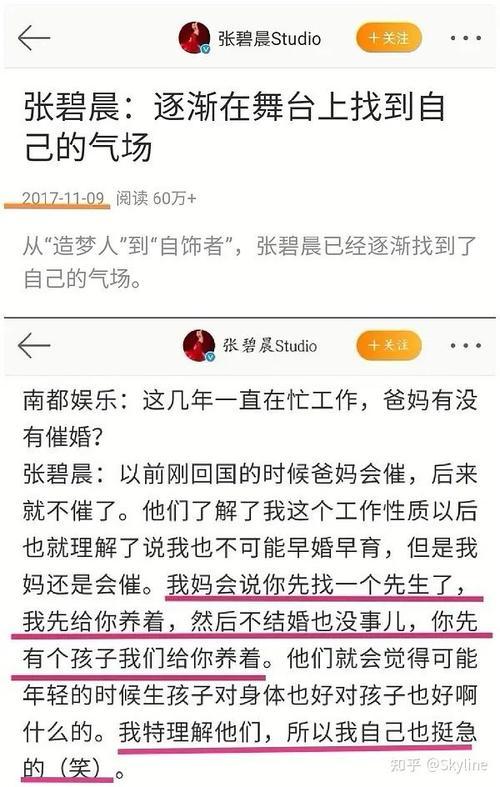 张碧晨Studio
+关注
张碧晨：逐渐在舞台上找到自
己的气场
2017-11-09 阅读 60万+
从“造梦人”到“自饰者”，张碧晨已经逐渐找到了
自己的气场。
张碧晨Studio
+关注
南都娱乐：这几年一直在忙工作，爸妈有没
有催婚？
张碧晨：以前刚回国的时候爸妈会催，后来
就不催了。他们了解了我这个工作性质以后
也就理解了说我也不可能早婚早育，但是我
妈还是会催。我妈会说你先找一个先生了，
我先给你养着，然后不结婚也没事儿，你先
有个孩子我们给你养着。他们就会觉得可能
年轻的时候生孩子对身体也好对孩子也好啊
什么的。我特理解他们，所以我自己也挺急
的（笑）。
知乎 @Skyline